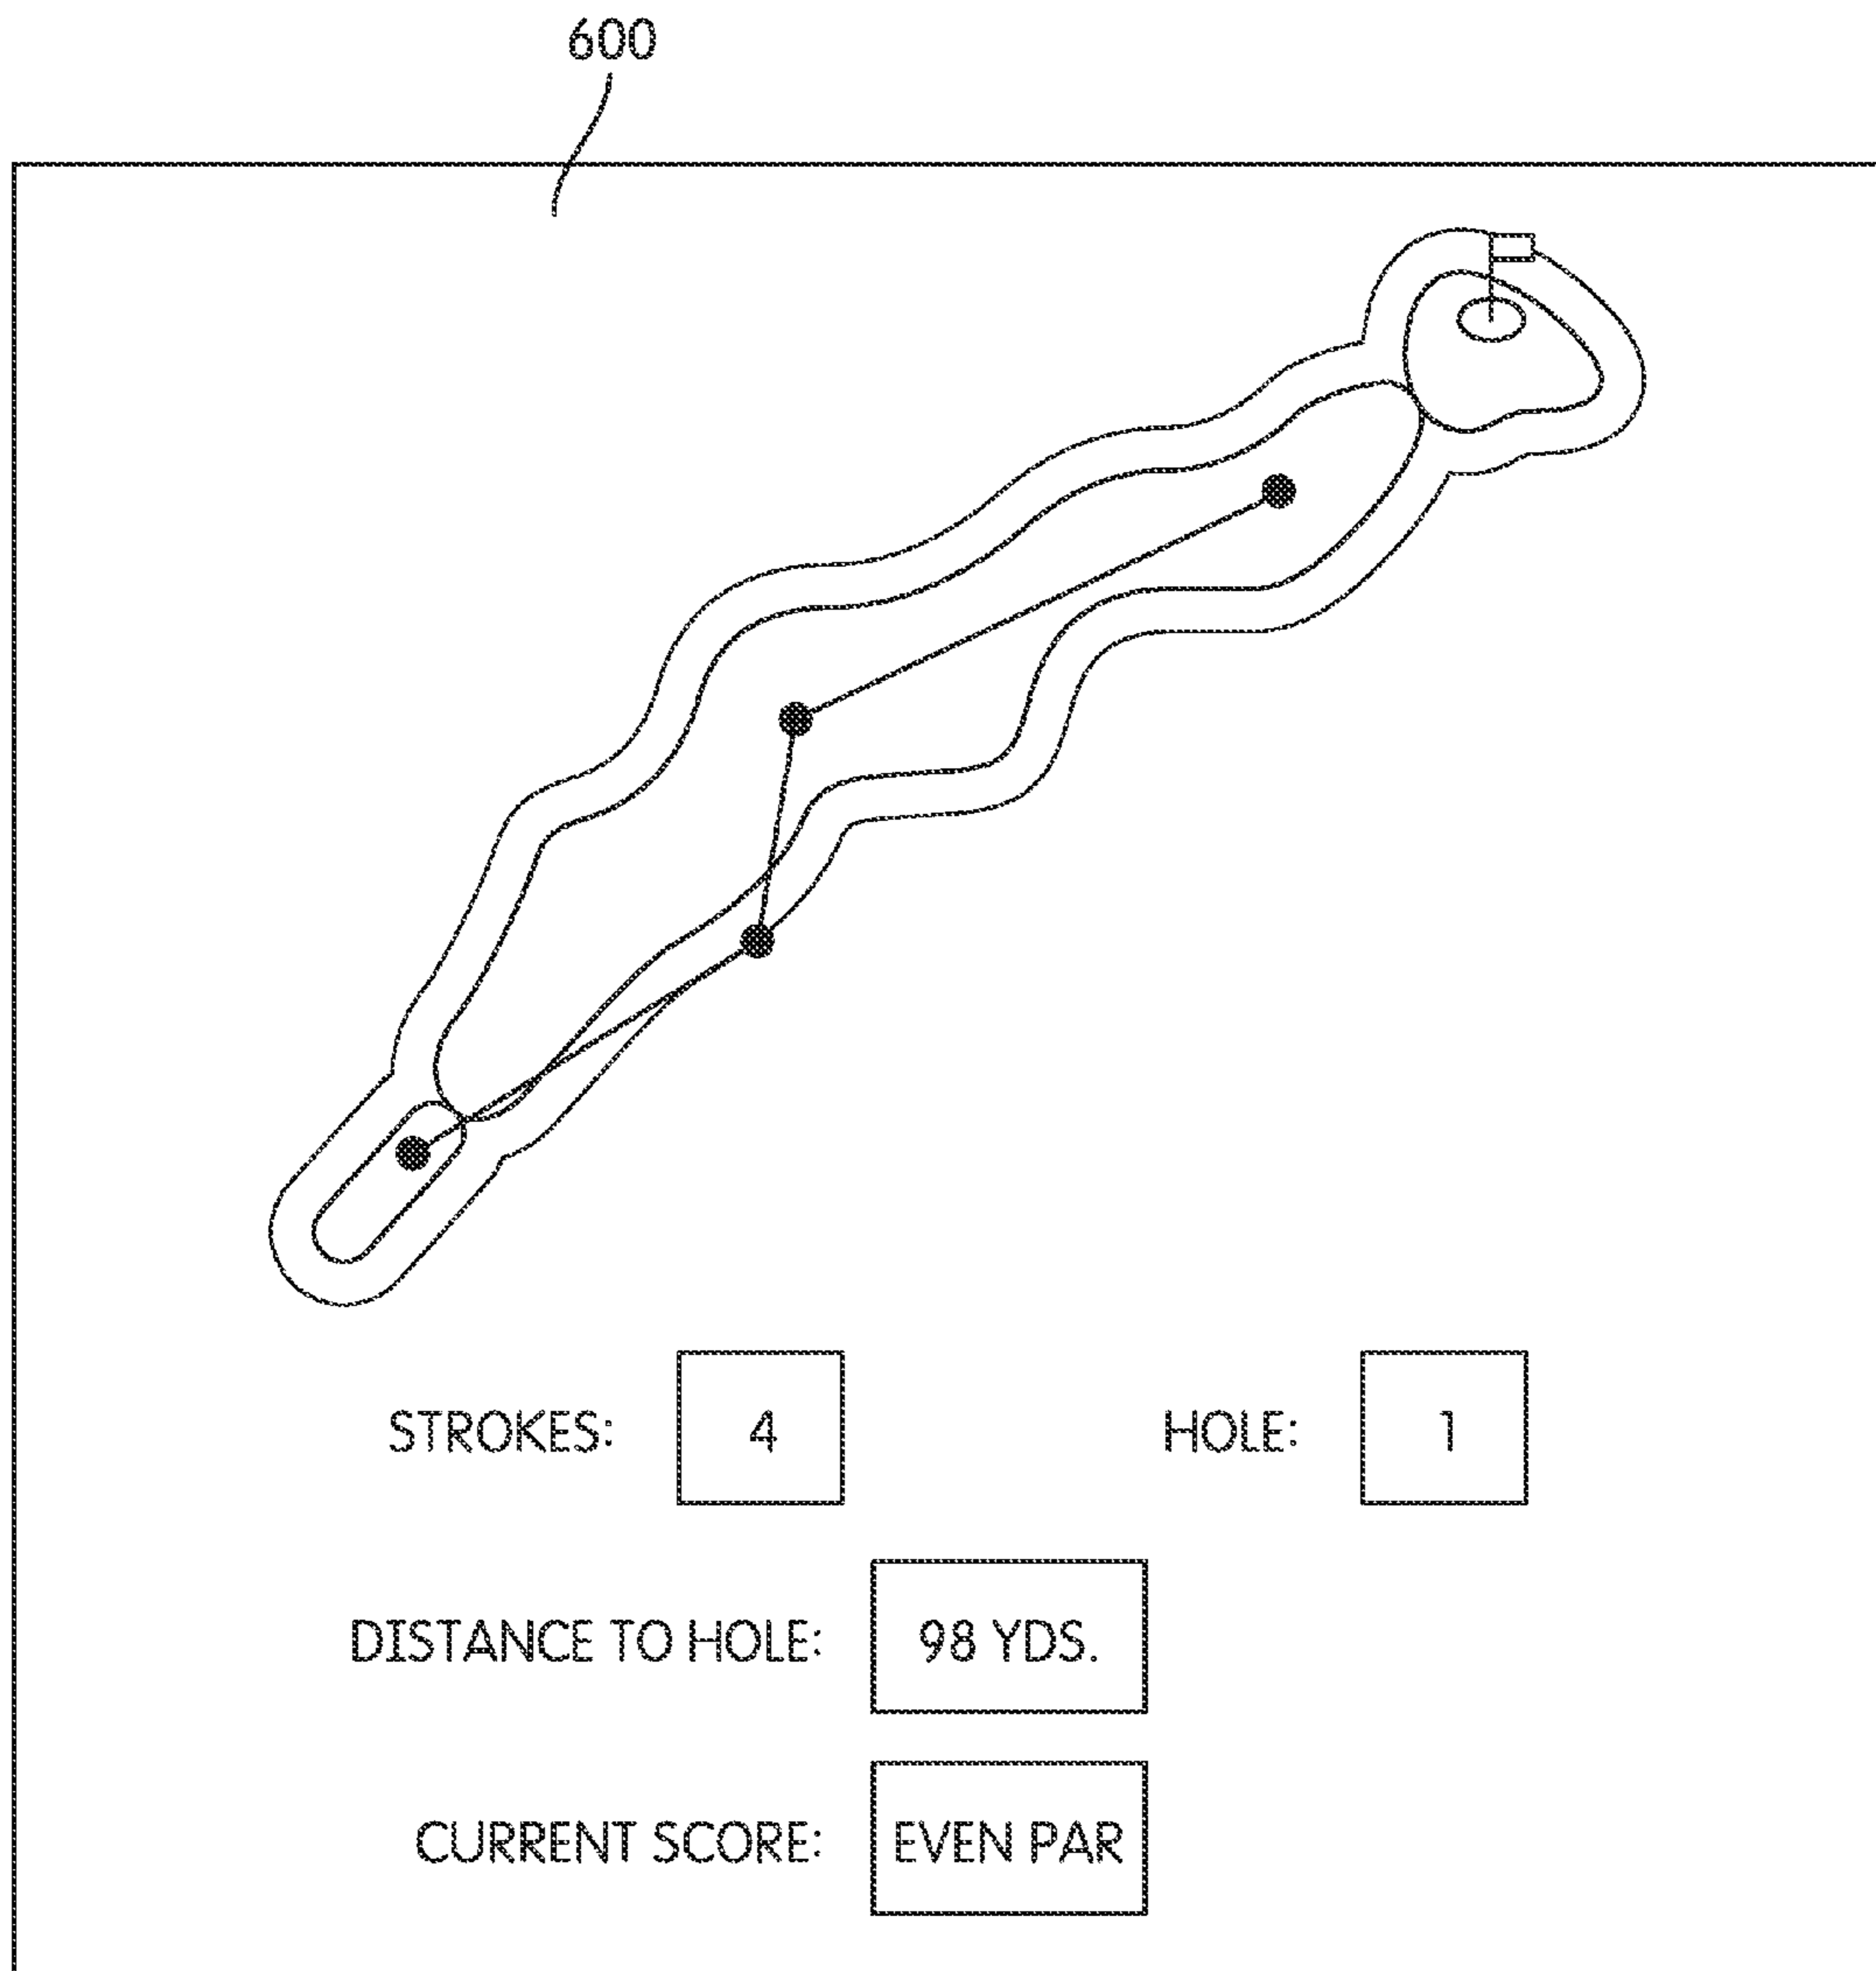 600
STROKES: 4 HOLE: 1
DISTANCE TO HOLE: 98 YDS.
CURRENT SCORE: EVEN PAR